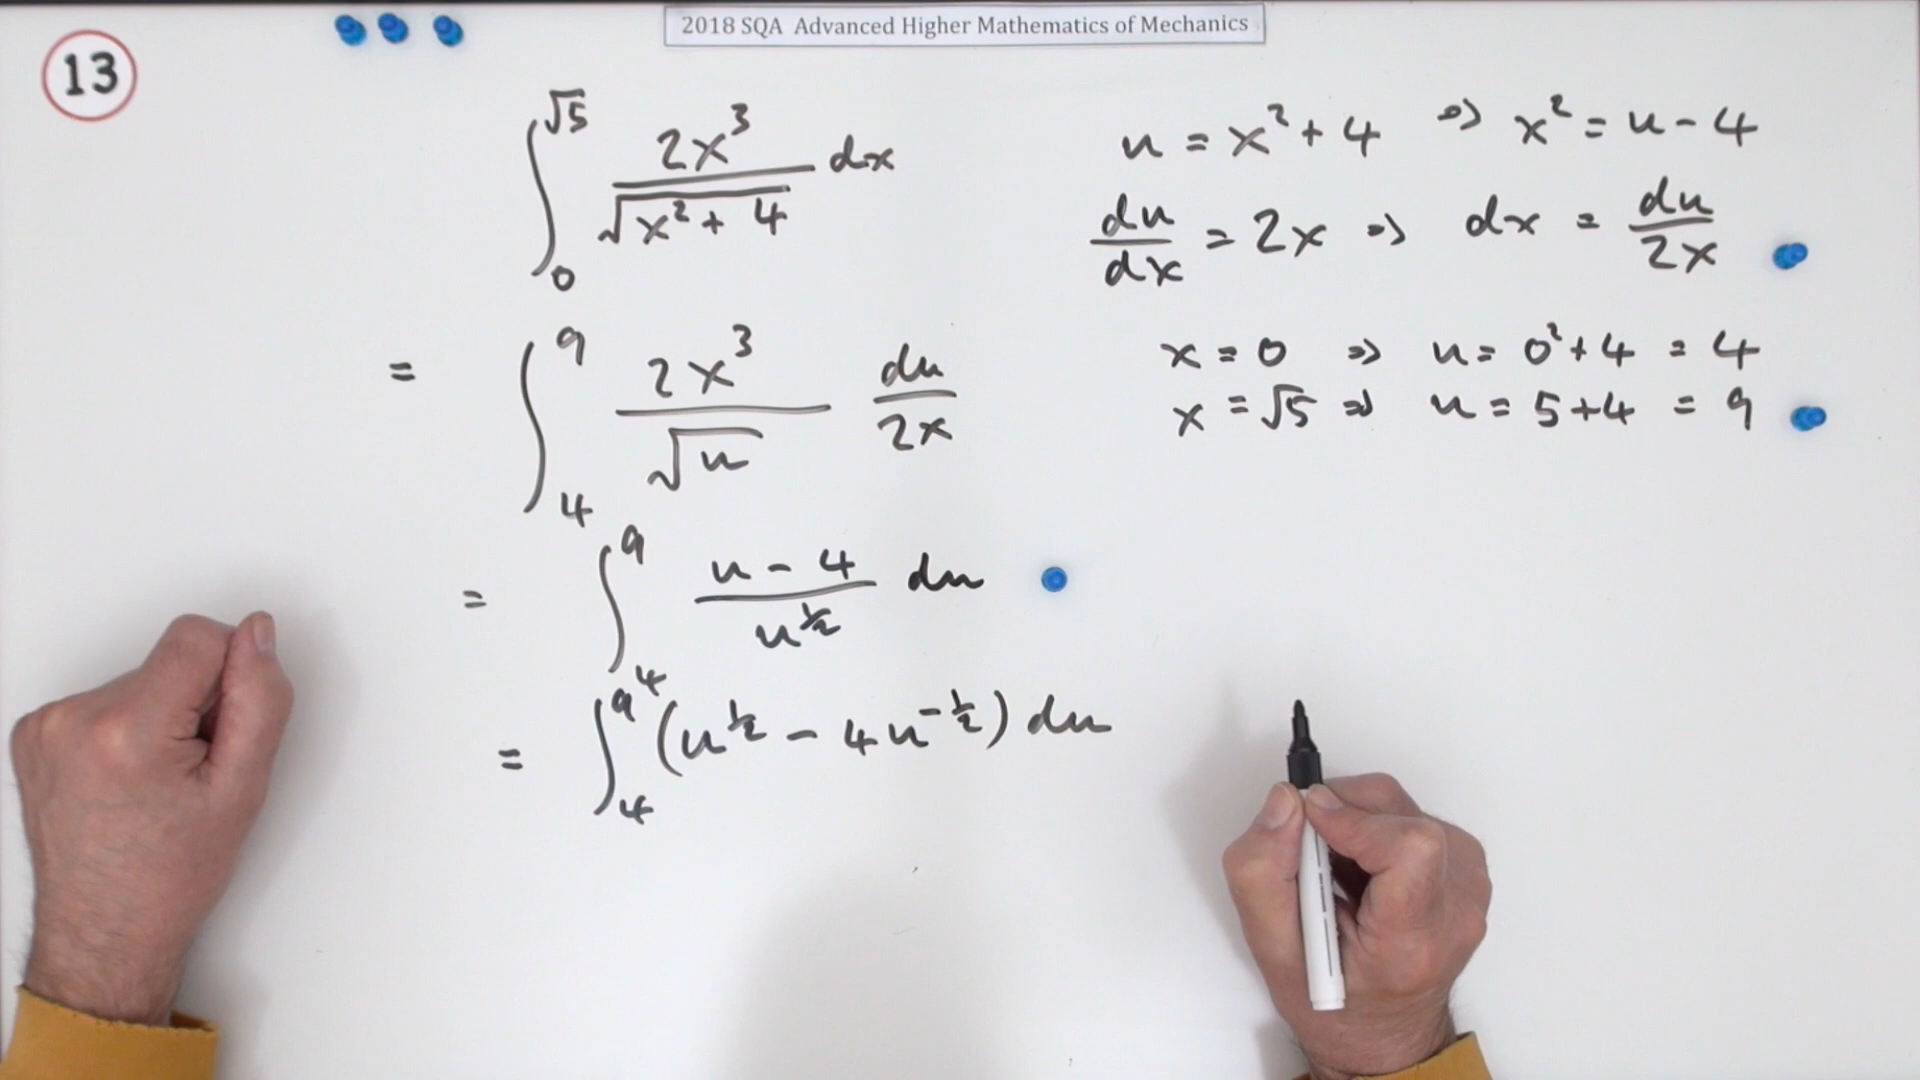 2018 SQA Advanced Higher Mathematics of Mechanics
13
∫₀^√5 2x³/√(x² + 4) dx
u = x² + 4 ⇒ x² = u - 4
du/dx = 2x ⇒ dx = du/2x
= ∫₄⁹ 2x³/√u du/2x
x = 0 ⇒ u = 0² + 4 = 4
x = √5 ⇒ u = 5 + 4 = 9
= ∫₄⁹ (u - 4)/u^½ du
= ∫₄⁹ (u^½ - 4u^-½) du